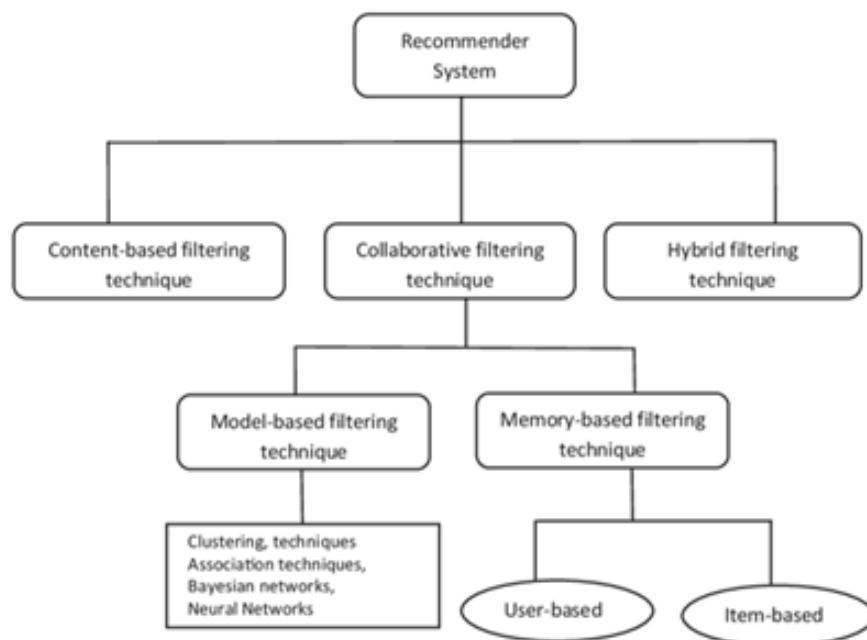 Recommender
System
Content-based filtering
technique
Collaborative filtering
technique
Hybrid filtering
technique
Model-based filtering
technique
Memory-based filtering
technique
Clustering, techniques
Association techniques,
Bayesian networks,
Neural Networks
User-based
Item-based